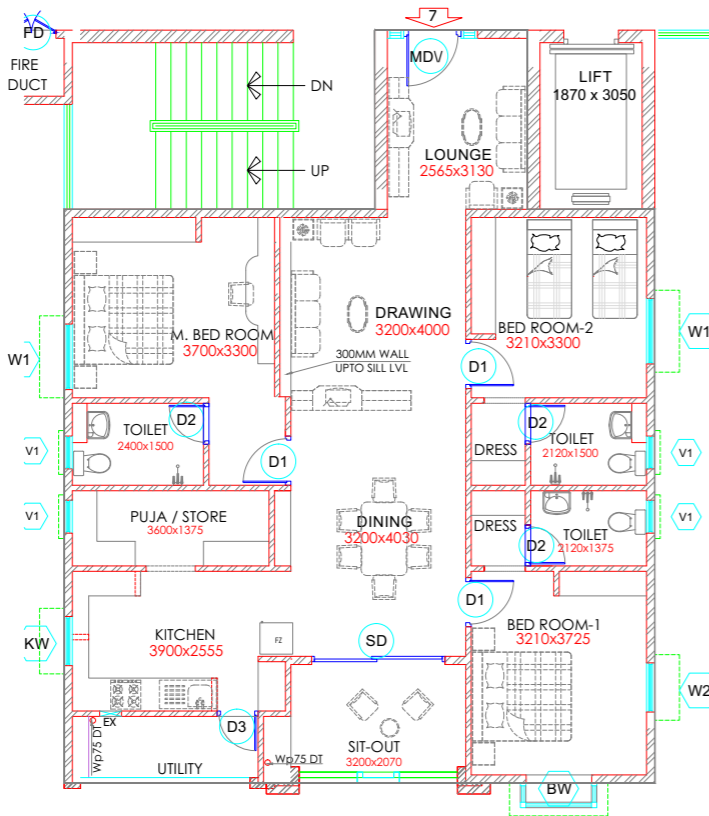 7
PD
FIRE
DUCT
DN
UP
MDV
LIFT
1870 x 3050
LOUNGE
2565x3130
DRAWING
3200x4000
M. BED ROOM
3700x3300
BED ROOM-2
3210x3300
W1
W1
300MM WALL
UPTO SILL LVL
D1
D2
TOILET
2400x1500
D1
D2
TOILET
2120x1500
DRESS
V1
V1
V1
V1
PUJA / STORE
3600x1375
DINING
3200x4030
DRESS
TOILET
2120x1375
D2
D1
BED ROOM-1
3210x3725
KITCHEN
3900x2555
FZ
SD
KW
W2
EX
D3
Wp75 DT
UTILITY
Wp75 DT
SIT-OUT
3200x2070
BW